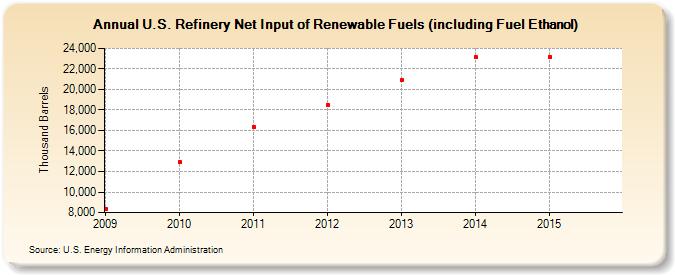 Annual U.S. Refinery Net Input of Renewable Fuels (including Fuel Ethanol)
Thousand Barrels
24,000
22,000
20,000
18,000
16,000
14,000
12,000
10,000
8,000
2009 2010 2011 2012 2013 2014 2015
Source: U.S. Energy Information Administration